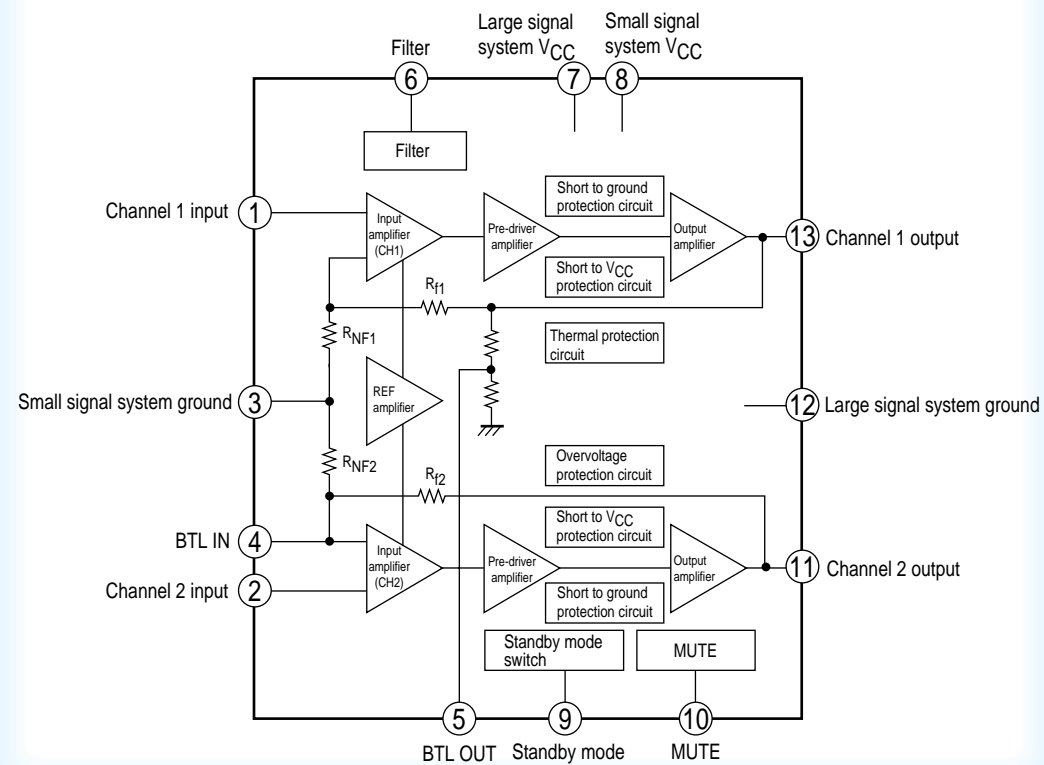 Large signal
system VCC
Small signal
system VCC
Filter
6
7
8
Filter
Channel 1 input
1
Input
amplifier
(CH1)
Pre-driver
amplifier
Short to ground
protection circuit
Output
amplifier
13
Channel 1 output
Short to VCC
protection circuit
Rf1
RNF1
Thermal protection
circuit
Small signal system ground
3
REF
amplifier
12
Large signal system ground
RNF2
Rf2
Overvoltage
protection circuit
BTL IN
4
Short to VCC
protection circuit
Input
amplifier
(CH2)
Pre-driver
amplifier
Output
amplifier
11
Channel 2 output
Channel 2 input
2
Short to ground
protection circuit
Standby mode
switch
MUTE
5
9
10
BTL OUT
Standby mode
MUTE